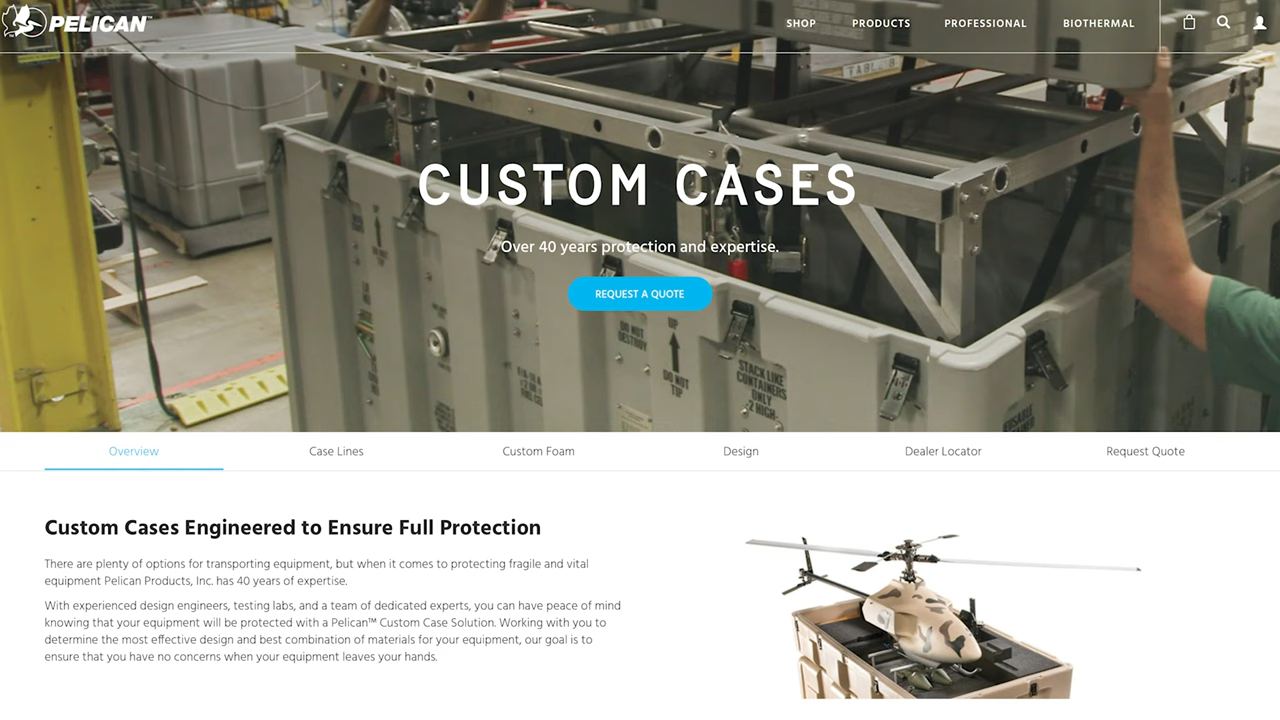 PELICAN™
SHOP
PRODUCTS
PROFESSIONAL
BIOTHERMAL
CUSTOM CASES
Over 40 years protection and expertise.
REQUEST A QUOTE
DO NOT
DESTROY
UP
DO NOT
TIP
STACK LIKE
CONTAINERS
ONLY
2 HIGH
Overview
Case Lines
Custom Foam
Design
Dealer Locator
Request Quote
Custom Cases Engineered to Ensure Full Protection
There are plenty of options for transporting equipment, but when it comes to protecting fragile and vital
equipment Pelican Products, Inc. has 40 years of expertise.
With experienced design engineers, testing labs, and a team of dedicated experts, you can have peace of mind
knowing that your equipment will be protected with a Pelican™ Custom Case Solution. Working with you to
determine the most effective design and best combination of materials for your equipment, our goal is to
ensure that you have no concerns when your equipment leaves your hands.